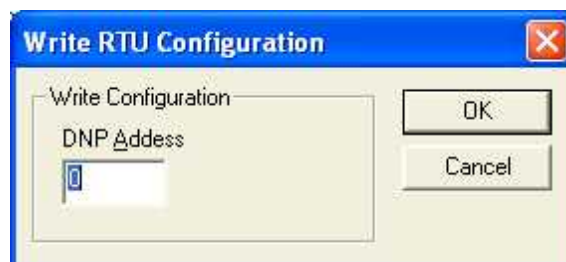 Write RTU Configuration
Write Configuration
DNP Addess
0
OK
Cancel